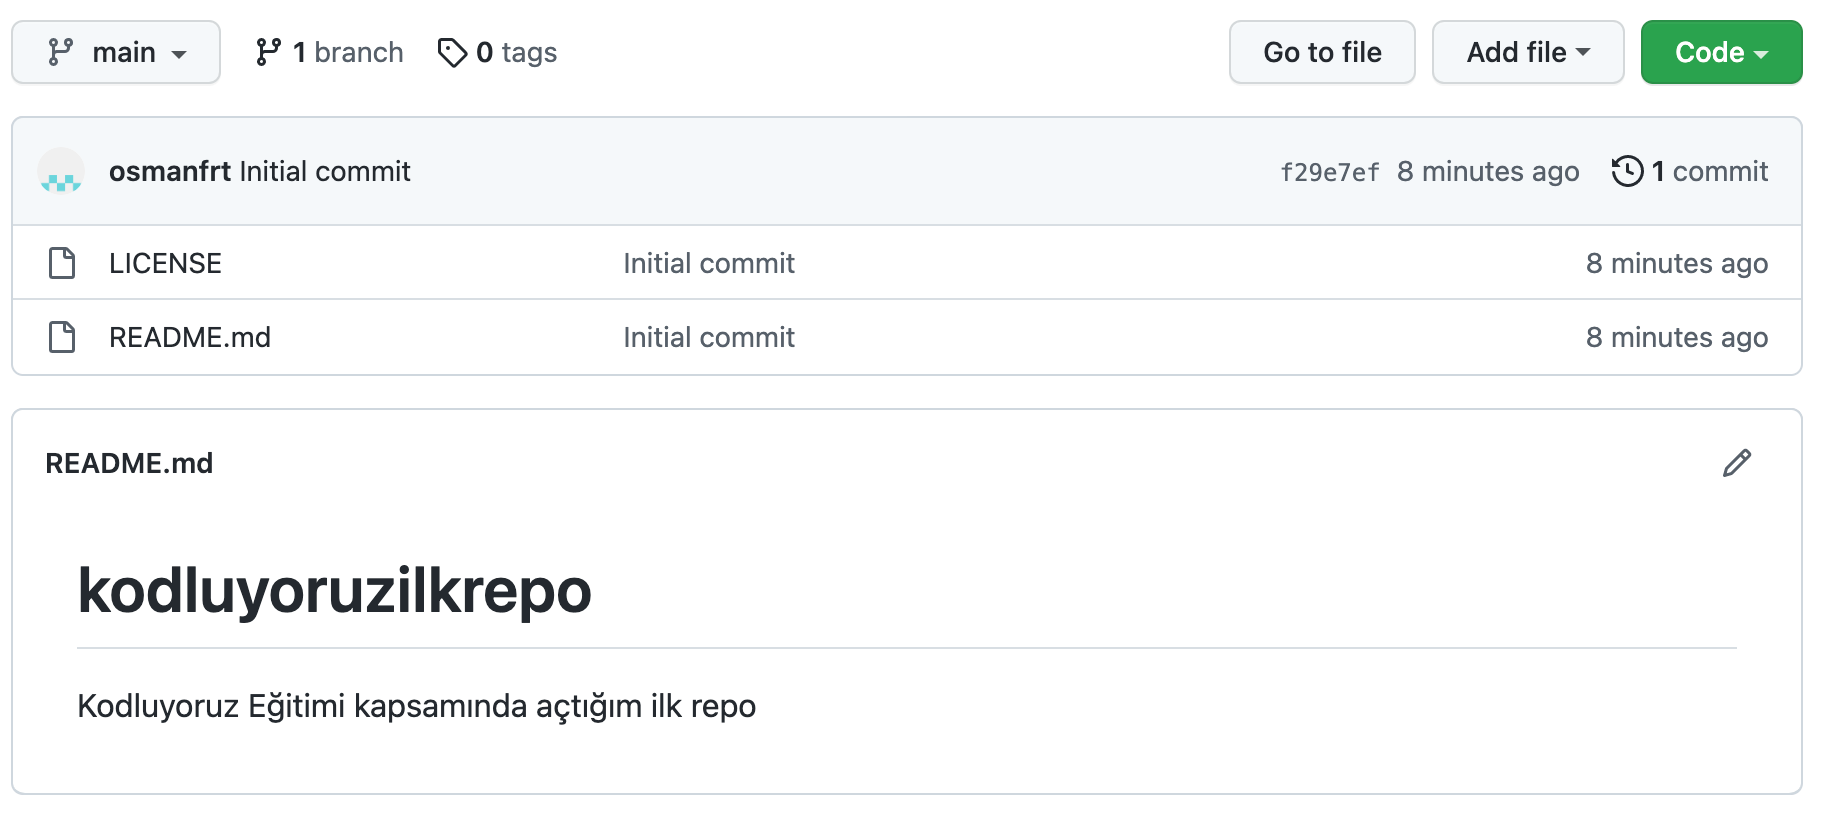 main 1 branch 0 tags Go to file Add file Code
osmanfrt Initial commit f29e7ef 8 minutes ago 1 commit
LICENSE Initial commit 8 minutes ago
README.md Initial commit 8 minutes ago
README.md
kodluyoruzilkrepo
Kodluyoruz Eğitimi kapsamında açtığım ilk repo